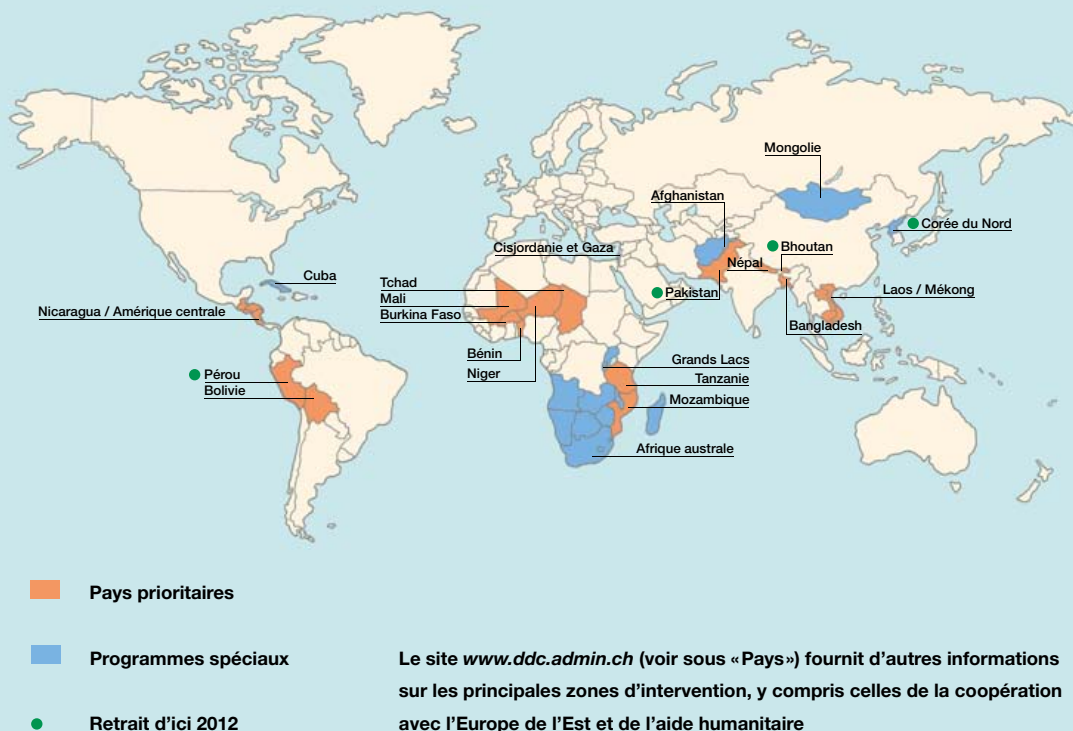 Mongolie
Afghanistan
Corée du Nord
Cisjordanie et Gaza
Bhoutan
Népal
Cuba
Tchad
Pakistan
Laos / Mékong
Mali
Nicaragua / Amérique centrale
Burkina Faso
Bangladesh
Bénin
Grands Lacs
Pérou
Niger
Tanzanie
Bolivie
Mozambique
Afrique australe
Pays prioritaires
Programmes spéciaux
Retrait d'ici 2012
Le site www.ddc.admin.ch (voir sous «Pays») fournit d'autres informations
sur les principales zones d'intervention, y compris celles de la coopération
avec l'Europe de l'Est et de l'aide humanitaire